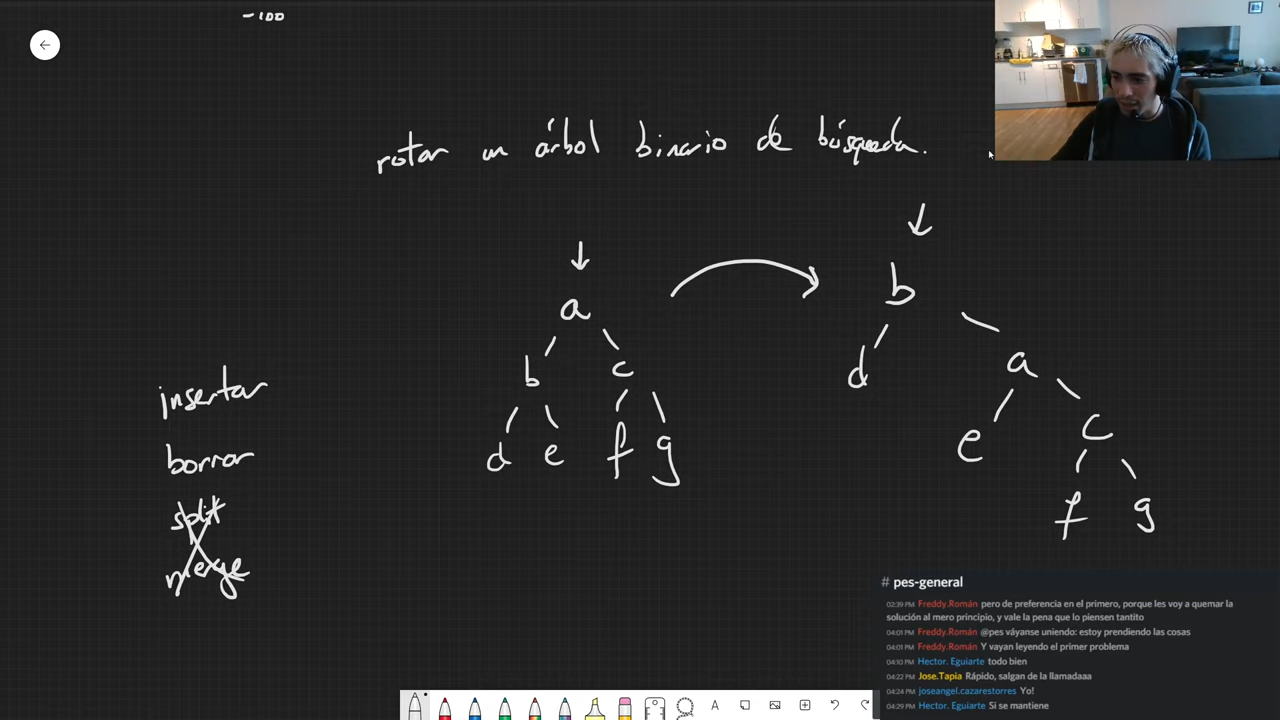 -100
rotar un árbol binario de búsqueda.
a
b
b c
d a
insertar
d e f g
e c
borrar
f g
split
merge
# pes-general
02:39 PM Freddy.Román pero de preferencia en el primero, porque les voy a quemar la
solución al mero principio, y vale la pena que lo piensen tantito
04:01 PM Freddy.Román @pes váyanse uniendo: estoy prendiendo las cosas
04:01 PM Freddy.Román Y vayan leyendo el primer problema
04:10 PM Hector. Eguiarte todo bien
04:22 PM Jose.Tapia Rápido, salgan de la llamadaaa
04:24 PM joseangel.cazarestorres Yo!
04:29 PM Hector. Eguiarte Si se mantiene
A